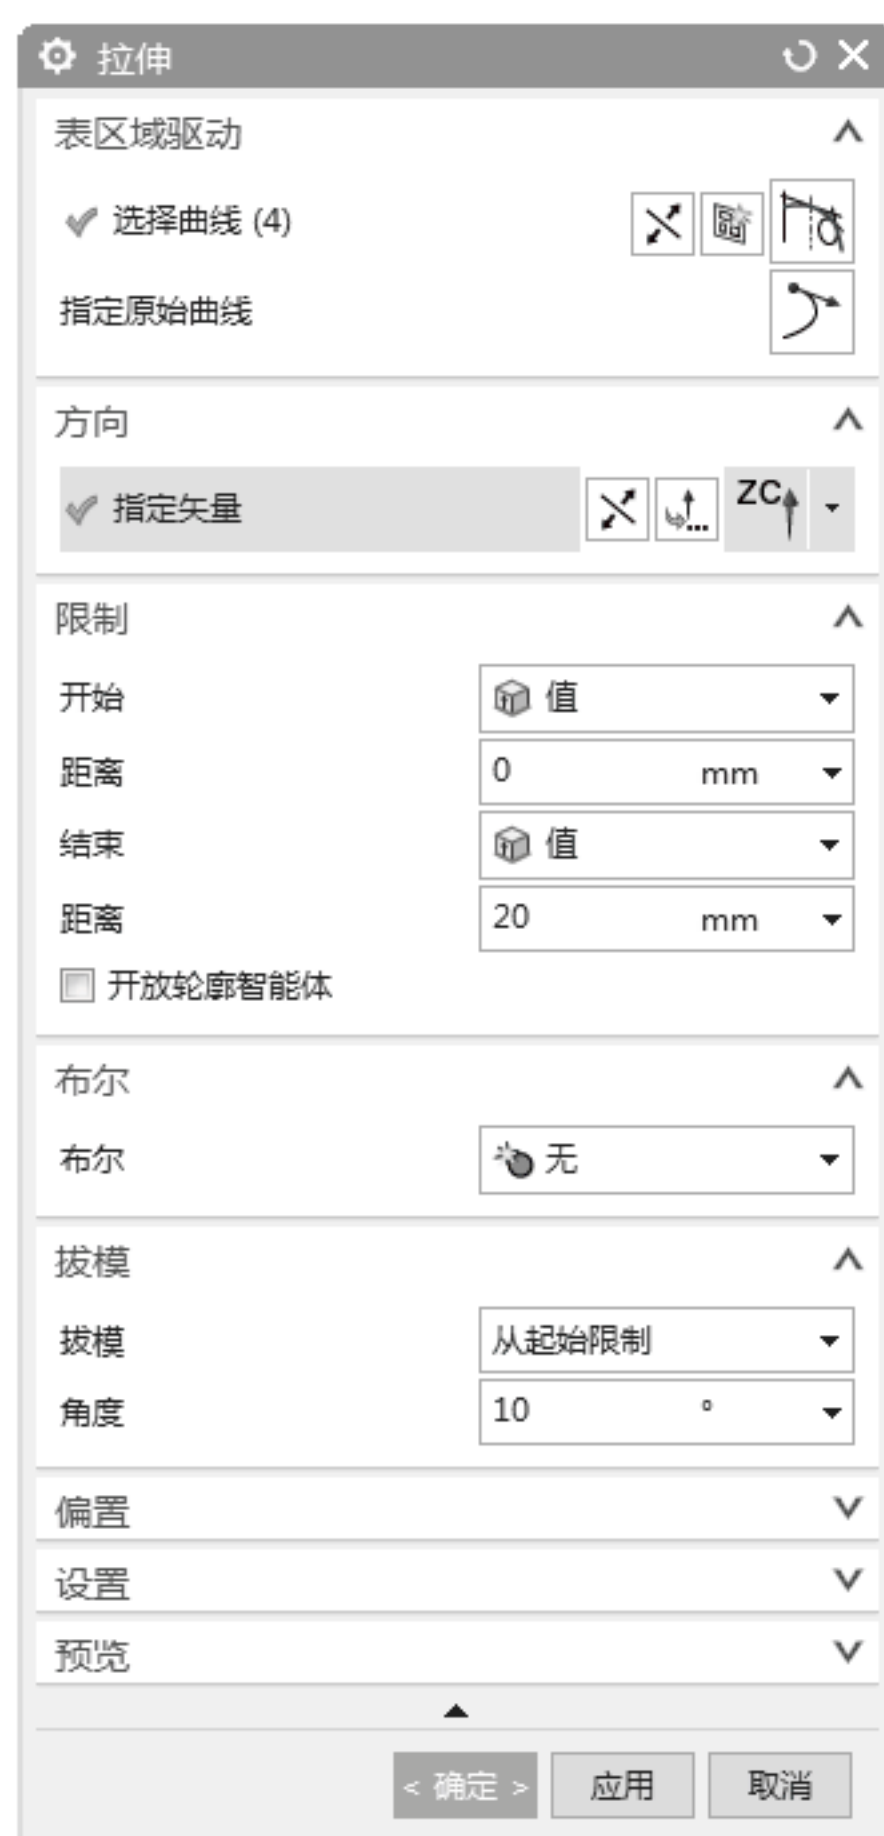 拉伸
表区域驱动
选择曲线 (4)
指定原始曲线
方向
指定矢量 ZC
限制
开始 值
距离 0 mm
结束 值
距离 20 mm
开放轮廓智能体
布尔
布尔 无
拔模
拔模 从起始限制
角度 10 °
偏置
设置
预览
< 确定 > 应用 取消